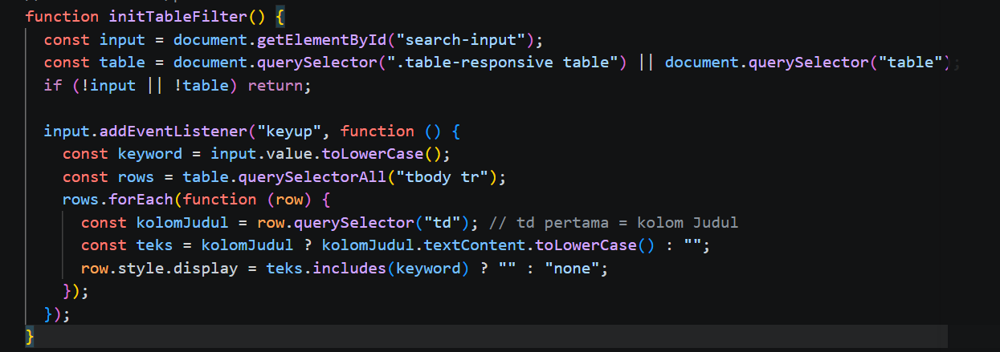 function initTableFilter() {
const input = document.getElementById("search-input");
const table = document.querySelector(".table-responsive table") || document.querySelector("table");
if (!input || !table) return;
input.addEventListener("keyup", function () {
const keyword = input.value.toLowerCase();
const rows = table.querySelectorAll("tbody tr");
rows.forEach(function (row) {
const kolomJudul = row.querySelector("td"); // td pertama = kolom Judul
const teks = kolomJudul ? kolomJudul.textContent.toLowerCase() : "";
row.style.display = teks.includes(keyword) ? "" : "none";
});
});
}